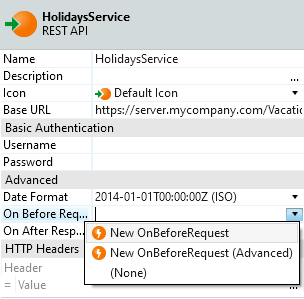 HolidaysService
REST API
Name HolidaysService
Description ...
Icon Default Icon
Base URL https://server.mycompany.com/Vacatio
Basic Authentication
Username
Password
Advanced
Date Format 2014-01-01T00:00:00Z (ISO)
On Before Req...
On After Resp... New OnBeforeRequest
HTTP Headers New OnBeforeRequest (Advanced)
Header (None)
= Value ...